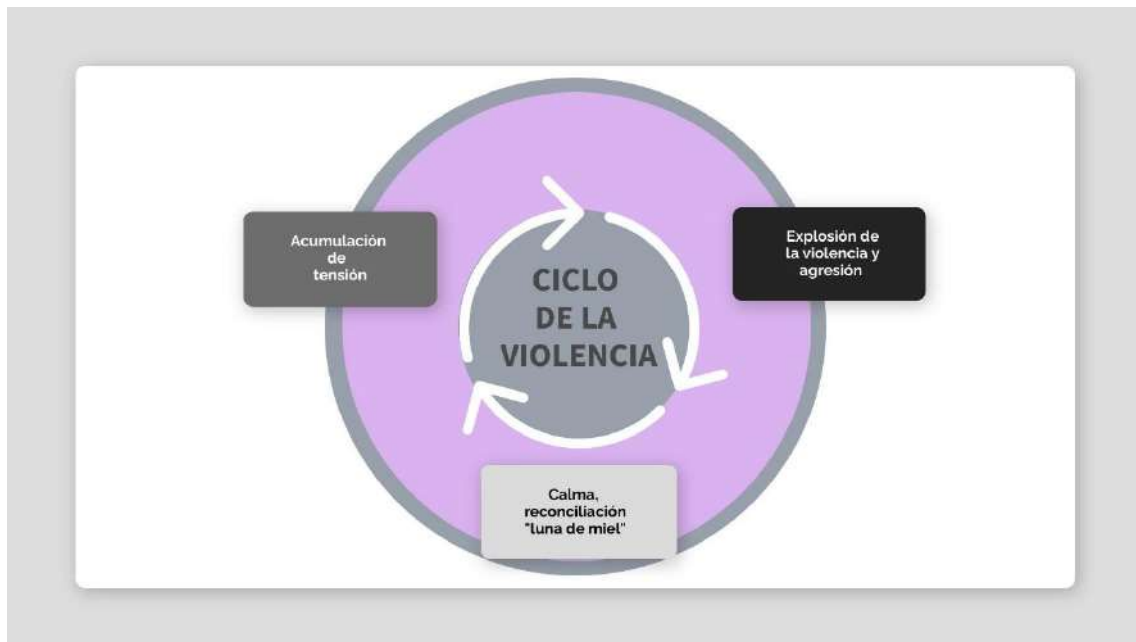 Acumulación
de
tensión
Explosión de
la violencia y
agresión
CICLO
DE LA
VIOLENCIA
Calma,
reconciliación
"luna de miel"